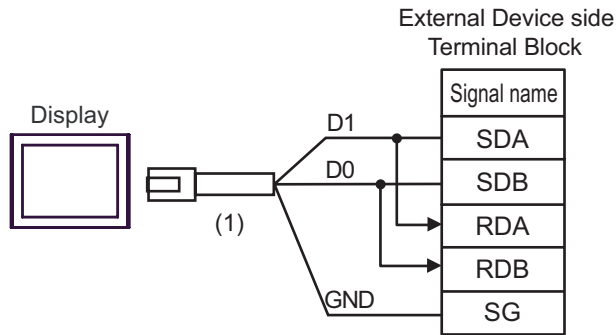 External Device side
Terminal Block
Signal name
Display
D1
SDA
D0
SDB
(1)
RDA
RDB
GND
SG